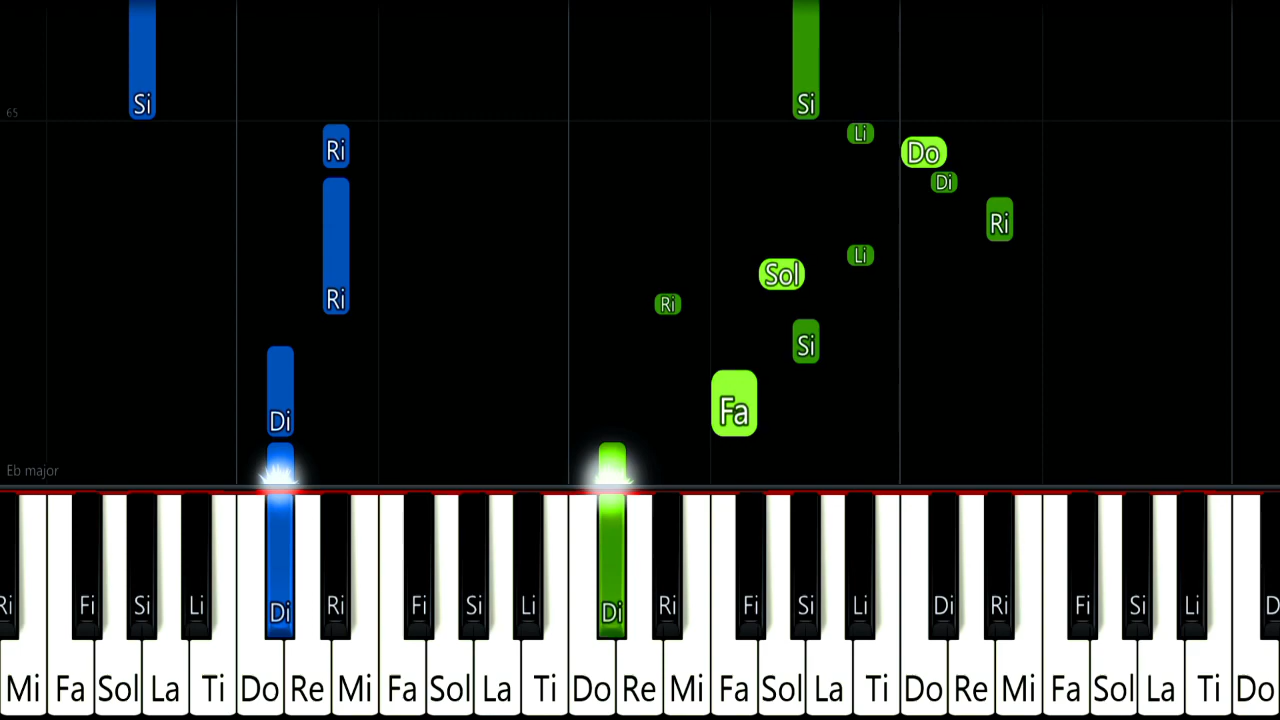 Si Si
65
Li
Ri Do
Di
Ri
Li
Sol
Ri Ri
Si
Fa
Di
Eb major
Ri Fi Si Li Di Ri Fi Si Li Di Ri Fi Si Li Di Ri Fi Si Li D
Mi Fa Sol La Ti Do Re Mi Fa Sol La Ti Do Re Mi Fa Sol La Ti Do Re Mi Fa Sol La Ti Do